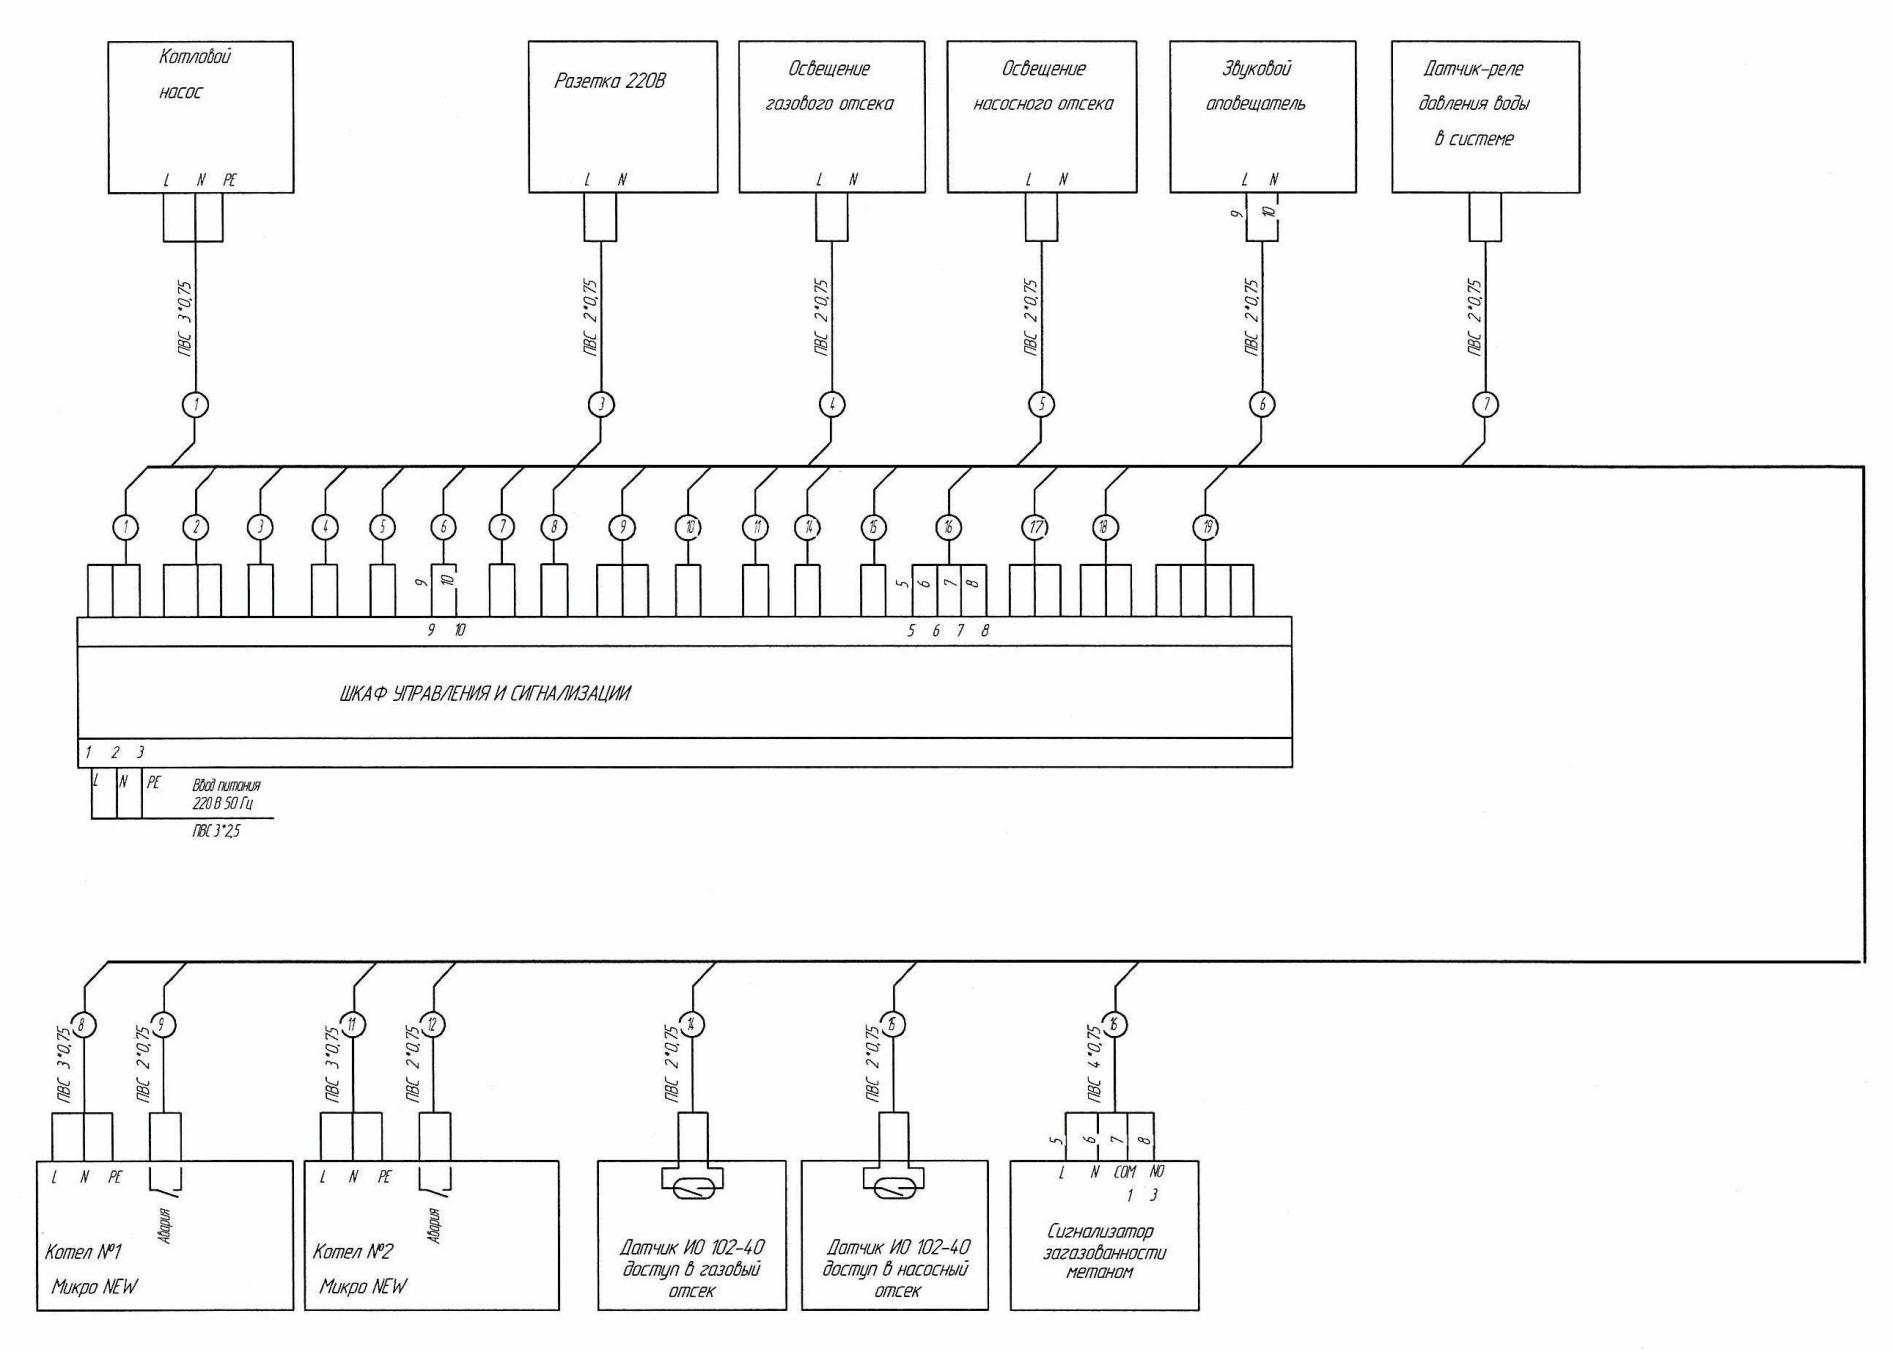 Котловой
насос
L N PE
Разетка 220В
L N
Освещение
газового отсека
L N
Освещение
насосного отсека
L N
Звуковой
аповещатель
L N
9 10
Датчик-реле
давления воды
в системе
ПВС 3*0,75
ПВС 2*0,75
ПВС 2*0,75
ПВС 2*0,75
ПВС 2*0,75
ПВС 2*0,75
1 3 4 5 6 7
1 2 3 4 5 6 7 8 9 10 11 14 15 16 17 18 19
9 10 5 6 7 8
9 10 5 6 7 8
ШКАФ УПРАВЛЕНИЯ И СИГНАЛИЗАЦИИ
1 2 3
L N PE
Ввод питания
220 В 50 Гц
ПВС 3*2,5
8 9 11 12 14 15 16
ПВС 3*0,75
ПВС 2*0,75
ПВС 3*0,75
ПВС 2*0,75
ПВС 2*0,75
ПВС 2*0,75
ПВС 4*0,75
L N PE
Авария
Котел №1
Микро NEW
L N PE
Авария
Котел №2
Микро NEW
Датчик ИО 102-40
доступ в газовый
отсек
Датчик ИО 102-40
доступ в насосный
отсек
5 6 7 8
L N COM NO
1 3
Сигнализатор
загазованности
метаном